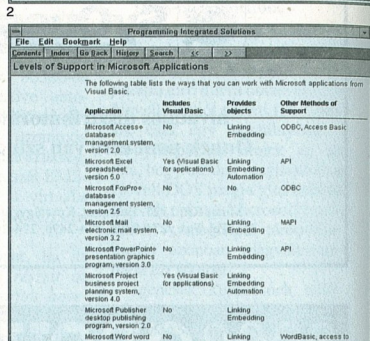 2
Programming Integrated Solutions
File Edit Bookmark Help
Contents Index Go Back History Search << >>
Levels of Support in Microsoft Applications
The following table lists the ways that you can work with Microsoft applications from
Visual Basic.
Application Includes Visual Basic Provides objects Other Methods of Support
Microsoft Access® database management system, version 2.0 No Linking Embedding ODBC, Access Basic
Microsoft Excel spreadsheet, version 5.0 Yes (Visual Basic for applications) Linking Embedding Automation API
Microsoft FoxPro® database management system, version 2.5 No No ODBC
Microsoft Mail electronic mail system, version 3.2 No Linking Embedding MAPI
Microsoft PowerPoint® presentation graphics program, version 3.0 No Linking Embedding API
Microsoft Project business project planning system, version 4.0 Yes (Visual Basic for applications) Linking Embedding Automation
Microsoft Publisher desktop publishing program, version 2.0 Linking Embedding
Microsoft Word word No Linking WordBasic, access to